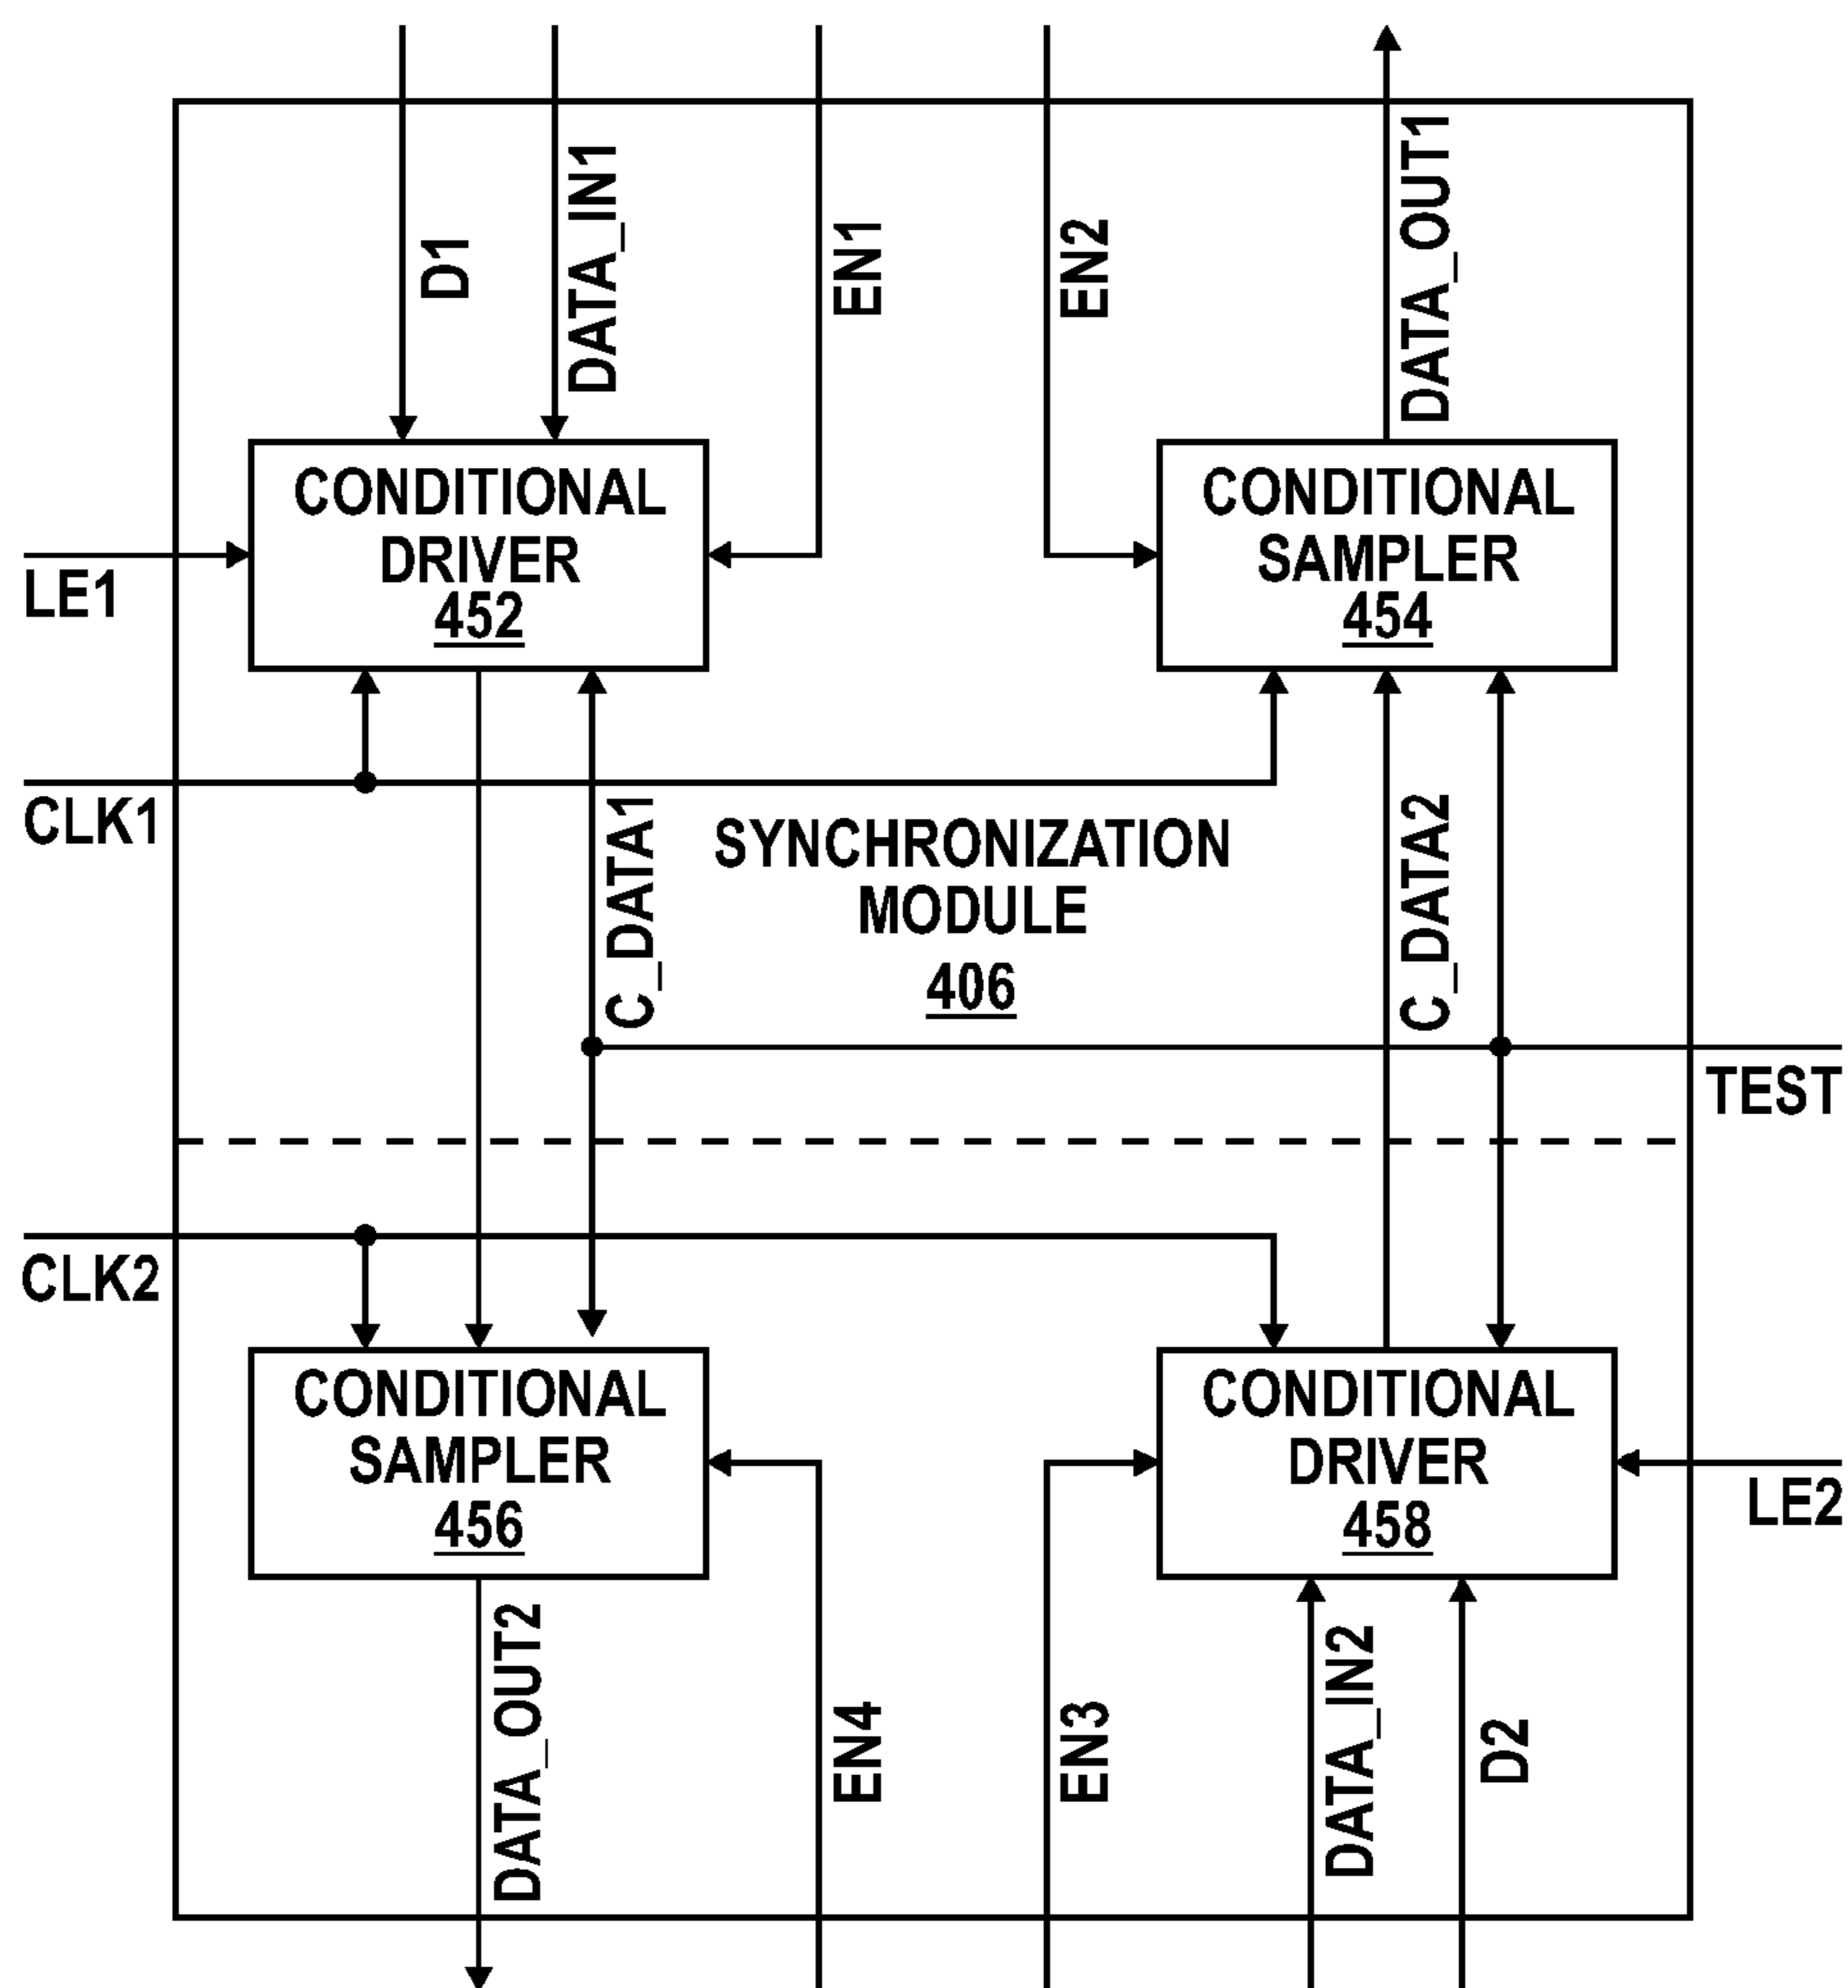 D1
DATA_IN1
EN1
EN2
DATA_OUT1
CONDITIONAL
DRIVER
452
CONDITIONAL
SAMPLER
454
LE1
CLK1
C_DATA1
SYNCHRONIZATION
MODULE
406
C_DATA2
TEST
CLK2
CONDITIONAL
SAMPLER
456
CONDITIONAL
DRIVER
458
LE2
DATA_OUT2
EN4
EN3
DATA_IN2
D2